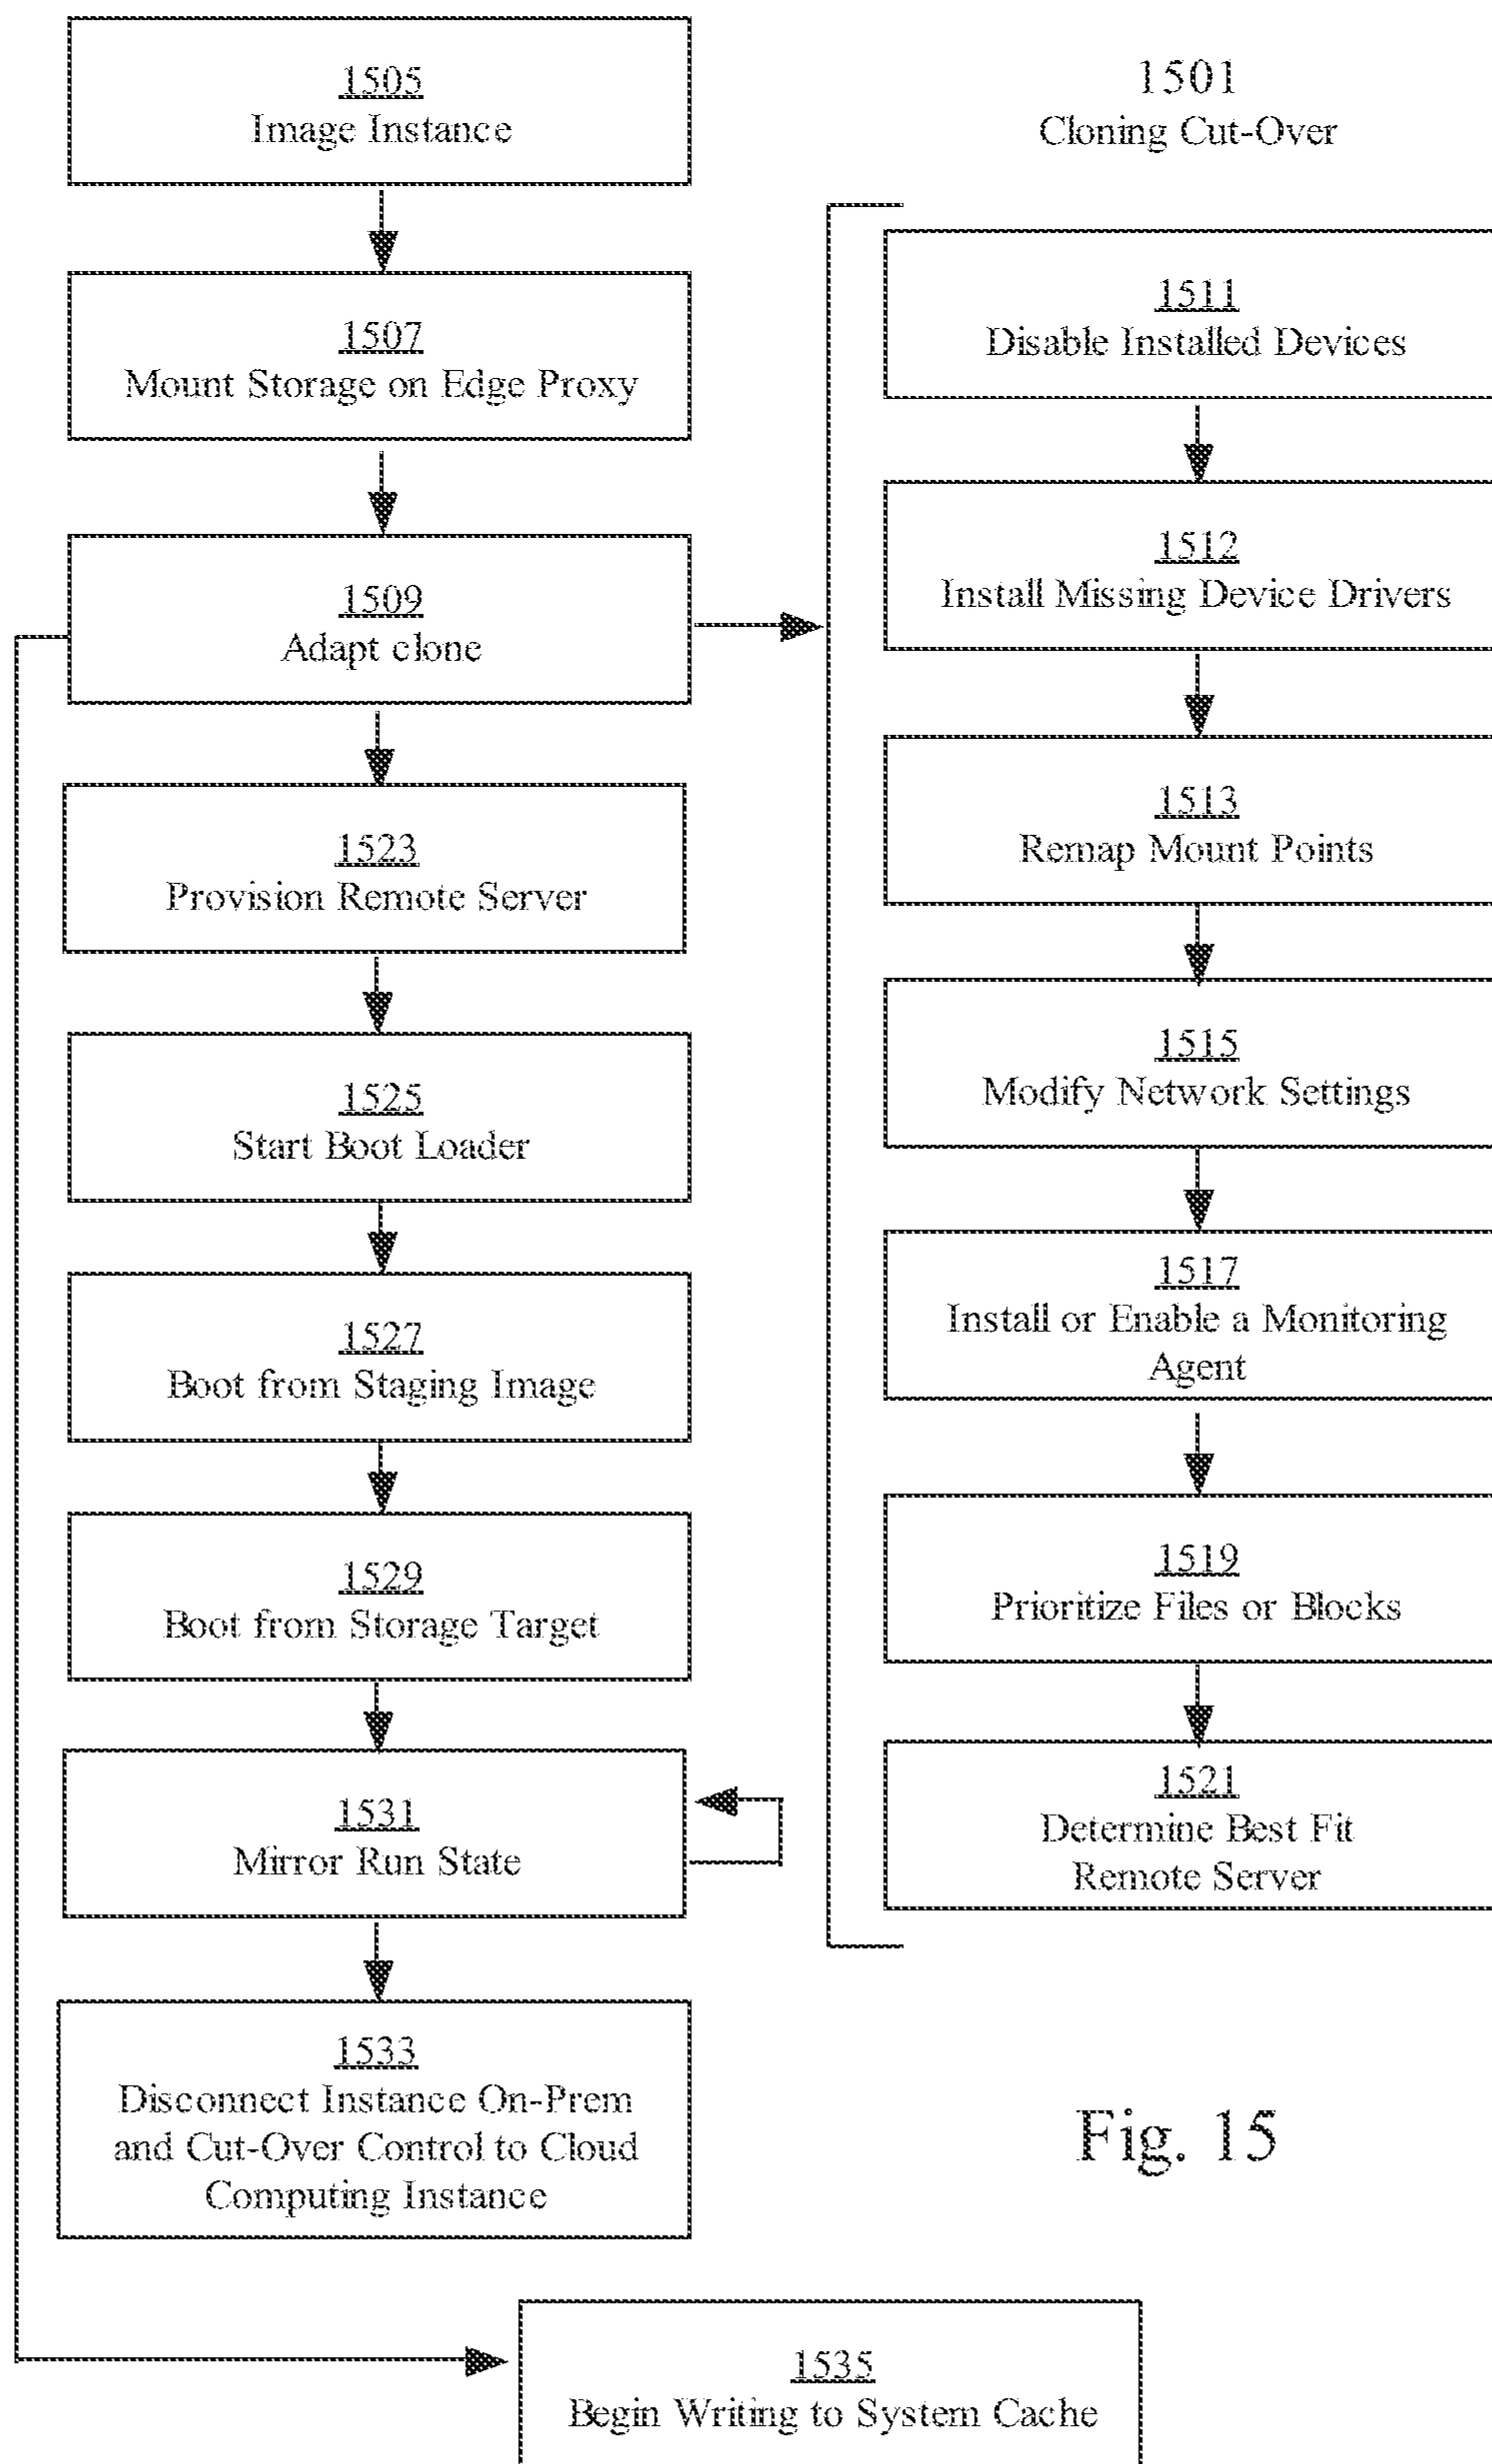 1505
Image Instance
1507
Mount Storage on Edge Proxy
1509
Adapt clone
1523
Provision Remote Server
1525
Start Boot Loader
1527
Boot from Staging Image
1529
Boot from Storage Target
1531
Mirror Run State
1533
Disconnect Instance On-Prem
and Cut-Over Control to Cloud
Computing Instance
1501
Cloning Cut-Over
1511
Disable Installed Devices
1512
Install Missing Device Drivers
1513
Remap Mount Points
1515
Modify Network Settings
1517
Install or Enable a Monitoring
Agent
1519
Prioritize Files or Blocks
1521
Determine Best Fit
Remote Server
Fig. 15
1535
Begin Writing to System Cache